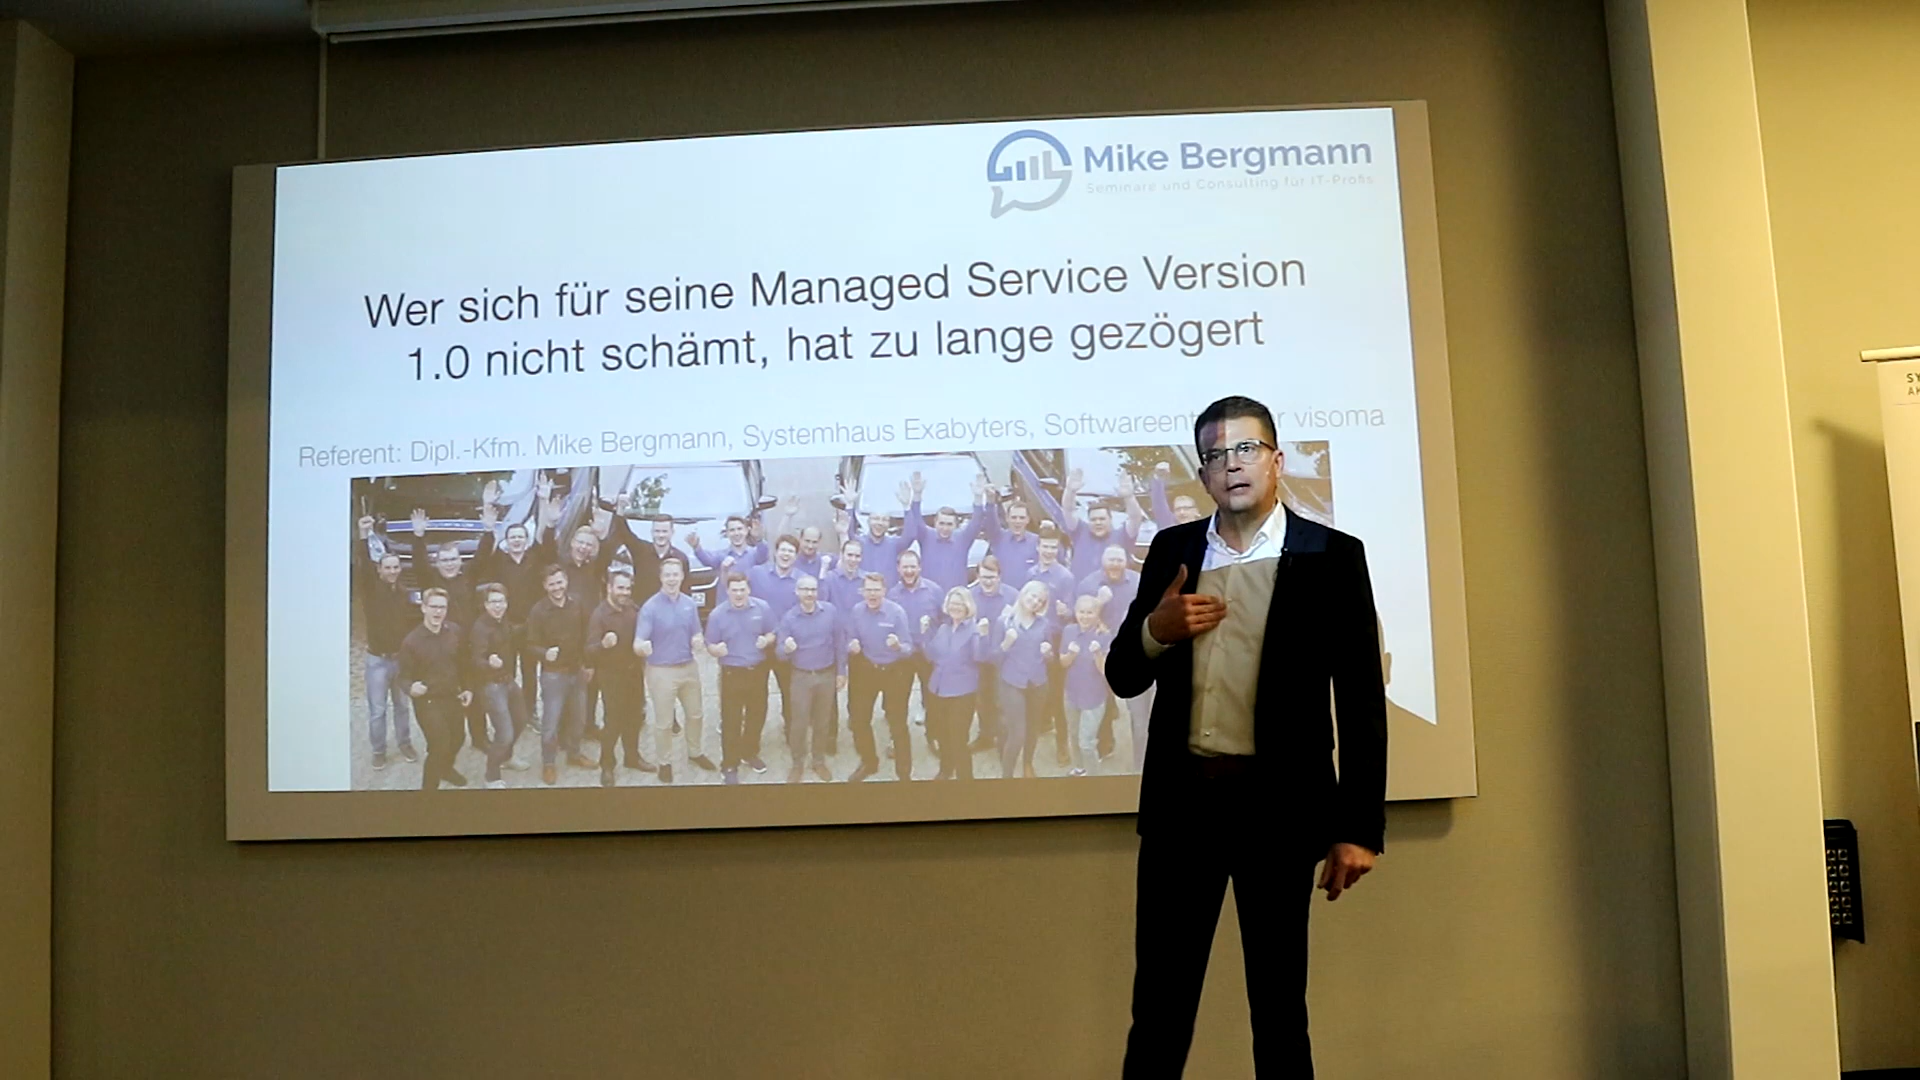 Mike Bergmann
Seminare und Consulting für IT-Profis
Wer sich für seine Managed Service Version
1.0 nicht schämt, hat zu lange gezögert
Referent: Dipl.-Kfm. Mike Bergmann, Systemhaus Exabyters, Softwareent r visoma
SY